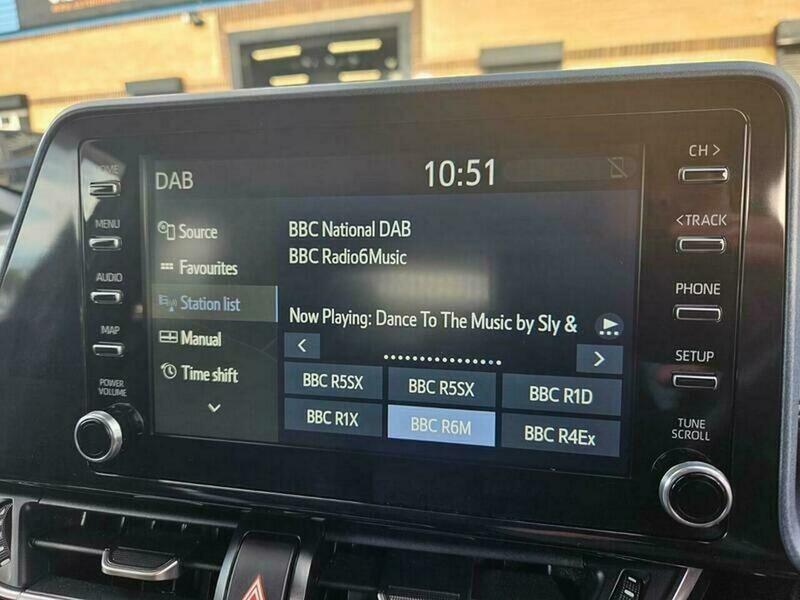 DAB
10:51
CH >
HOME
<TRACK
MENU
Source
BBC National DAB
BBC Radio6Music
Favourites
AUDIO
PHONE
Station list
Now Playing: Dance To The Music by Sly &
MAP
Manual
SETUP
< >
Time shift
BBC R5SX BBC R5SX BBC R1D
POWER
VOLUME
BBC R1X BBC R6M BBC R4Ex
TUNE
SCROLL